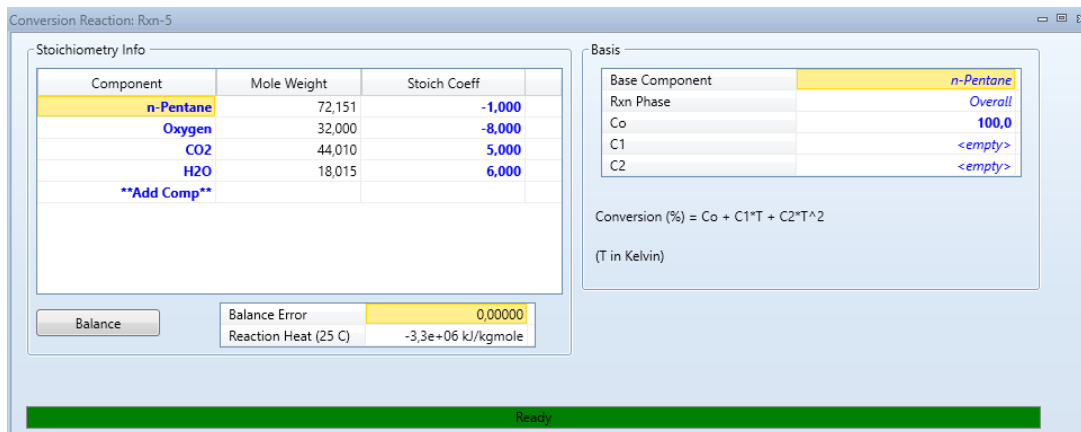 Conversion Reaction: Rxn-5
Stoichiometry Info
Component Mole Weight Stoich Coeff
n-Pentane 72,151 -1,000
Oxygen 32,000 -8,000
CO2 44,010 5,000
H2O 18,015 6,000
**Add Comp**
Balance
Balance Error 0,00000
Reaction Heat (25 C) -3,3e+06 kJ/kgmole
Basis
Base Component n-Pentane
Rxn Phase Overall
Co 100,0
C1 <empty>
C2 <empty>
Conversion (%) = Co + C1*T + C2*T^2
(T in Kelvin)
Ready